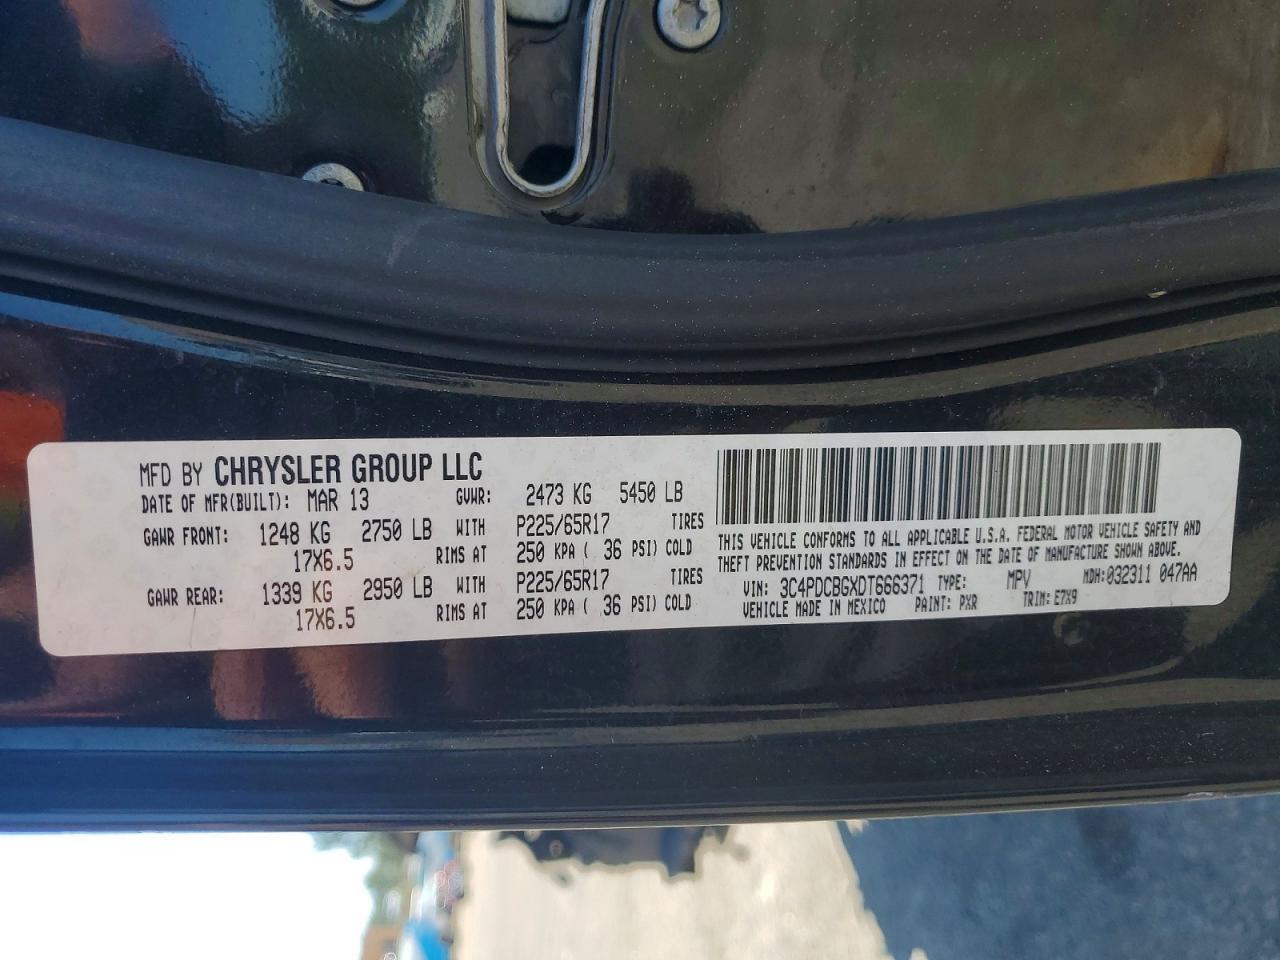 MFD BY CHRYSLER GROUP LLC
DATE OF MFR(BUILT): MAR 13 GVWR: 2473 KG 5450 LB
GAWR FRONT: 1248 KG 2750 LB WITH P225/65R17 TIRES
17X6.5 RIMS AT 250 KPA ( 36 PSI) COLD
GAWR REAR: 1339 KG 2950 LB WITH P225/65R17 TIRES
17X6.5 RIMS AT 250 KPA ( 36 PSI) COLD
THIS VEHICLE CONFORMS TO ALL APPLICABLE U.S.A. FEDERAL MOTOR VEHICLE SAFETY AND
THEFT PREVENTION STANDARDS IN EFFECT ON THE DATE OF MANUFACTURE SHOWN ABOVE.
VIN: 3C4PDCBGXDT666371 TYPE: MPV MDH: 032311 047AA
VEHICLE MADE IN MEXICO PAINT: PXR TRIM: E7X9